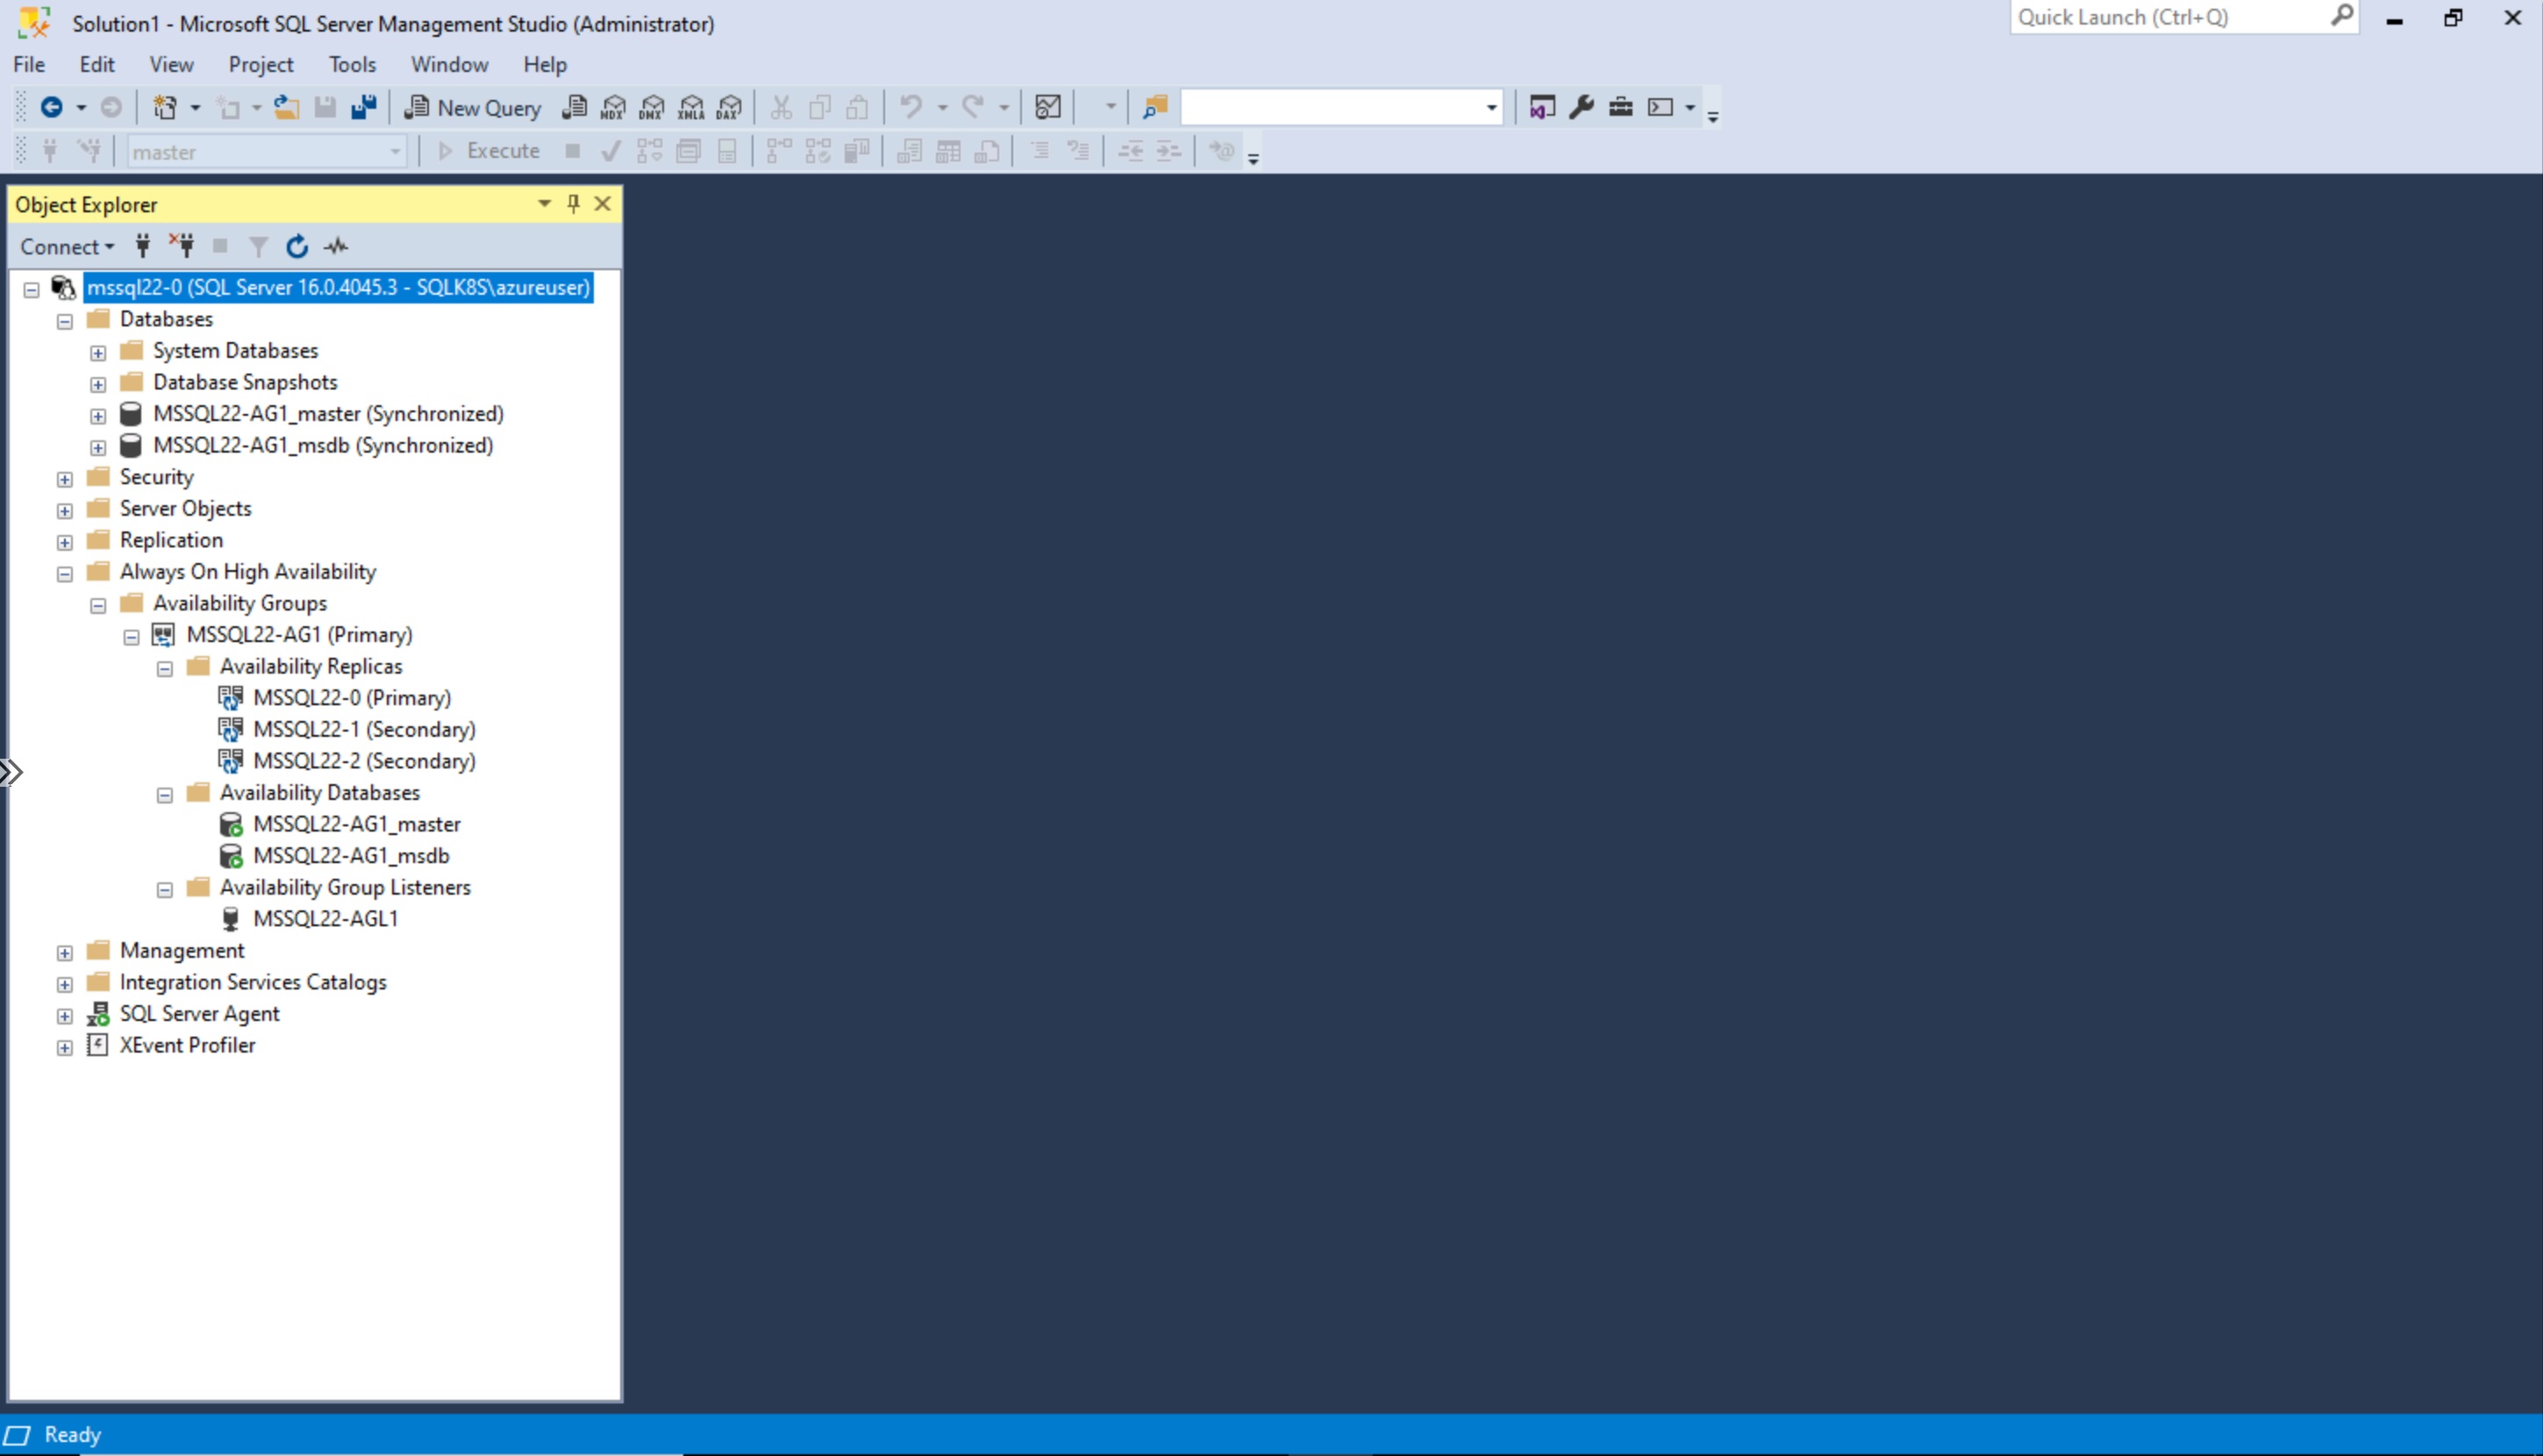 Solution1 - Microsoft SQL Server Management Studio (Administrator)
Quick Launch (Ctrl+Q)
File Edit View Project Tools Window Help
New Query MDX DMX XMLA DAX
master Execute
Object Explorer
Connect
mssql22-0 (SQL Server 16.0.4045.3 - SQLK8S\azureuser)
Databases
System Databases
Database Snapshots
MSSQL22-AG1_master (Synchronized)
MSSQL22-AG1_msdb (Synchronized)
Security
Server Objects
Replication
Always On High Availability
Availability Groups
MSSQL22-AG1 (Primary)
Availability Replicas
MSSQL22-0 (Primary)
MSSQL22-1 (Secondary)
MSSQL22-2 (Secondary)
Availability Databases
MSSQL22-AG1_master
MSSQL22-AG1_msdb
Availability Group Listeners
MSSQL22-AGL1
Management
Integration Services Catalogs
SQL Server Agent
XEvent Profiler
Ready